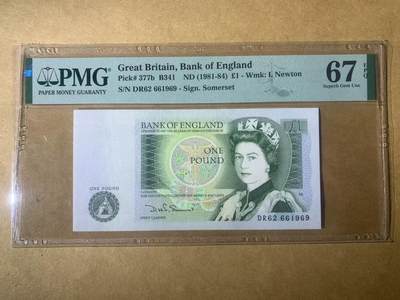 PMG
PAPER MONEY GUARANTY
Great Britain, Bank of England
Pick# 377b B341 ND (1981-84) £1 - Wmk: I. Newton
S/N DR62 661969 - Sign. Somerset
67 EPQ
Superb Gem Unc
BANK OF ENGLAND
£1
ONE
POUND
ONE POUND
DR62 661969